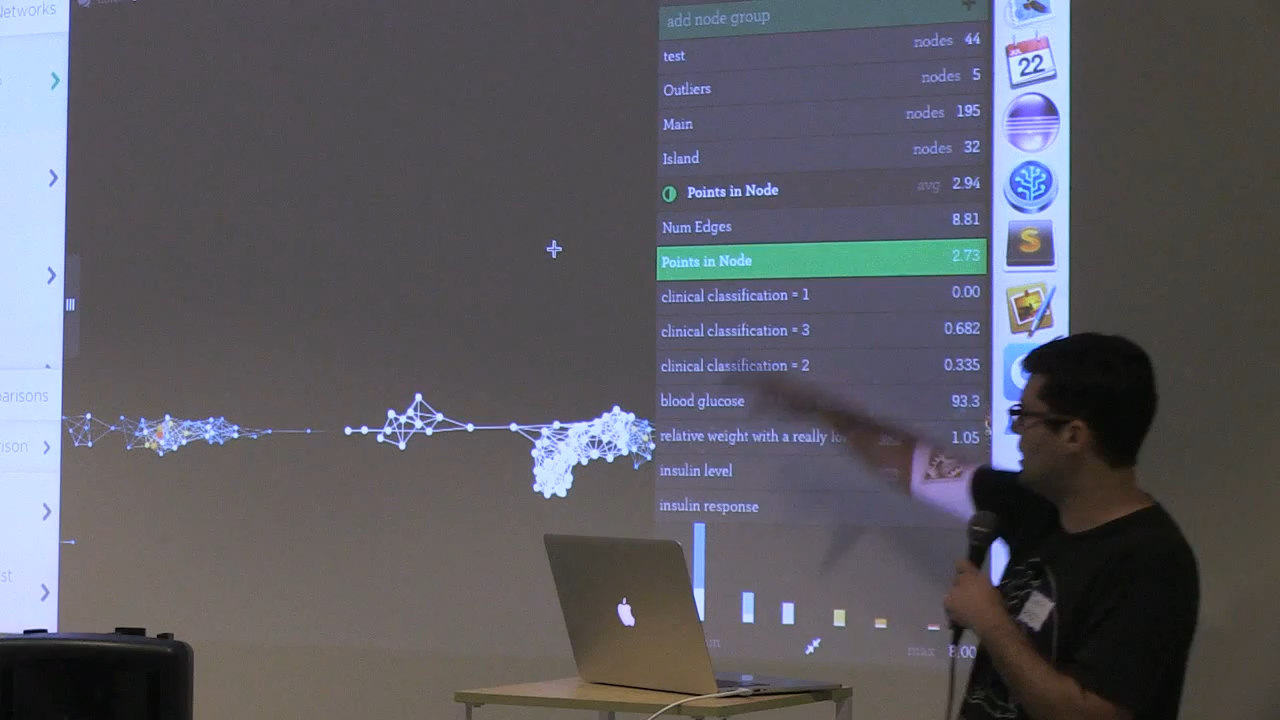 Networks
add node group
test nodes 44
Outliers nodes 5
Main nodes 195
Island nodes 32
Points in Node avg 2.94
Num Edges 8.81
Points in Node 2.73
clinical classification = 1 0.00
clinical classification = 3 0.682
clinical classification = 2 0.335
blood glucose 93.3
relative weight with a really 1.05
insulin level
insulin response
max 8.00
22
S